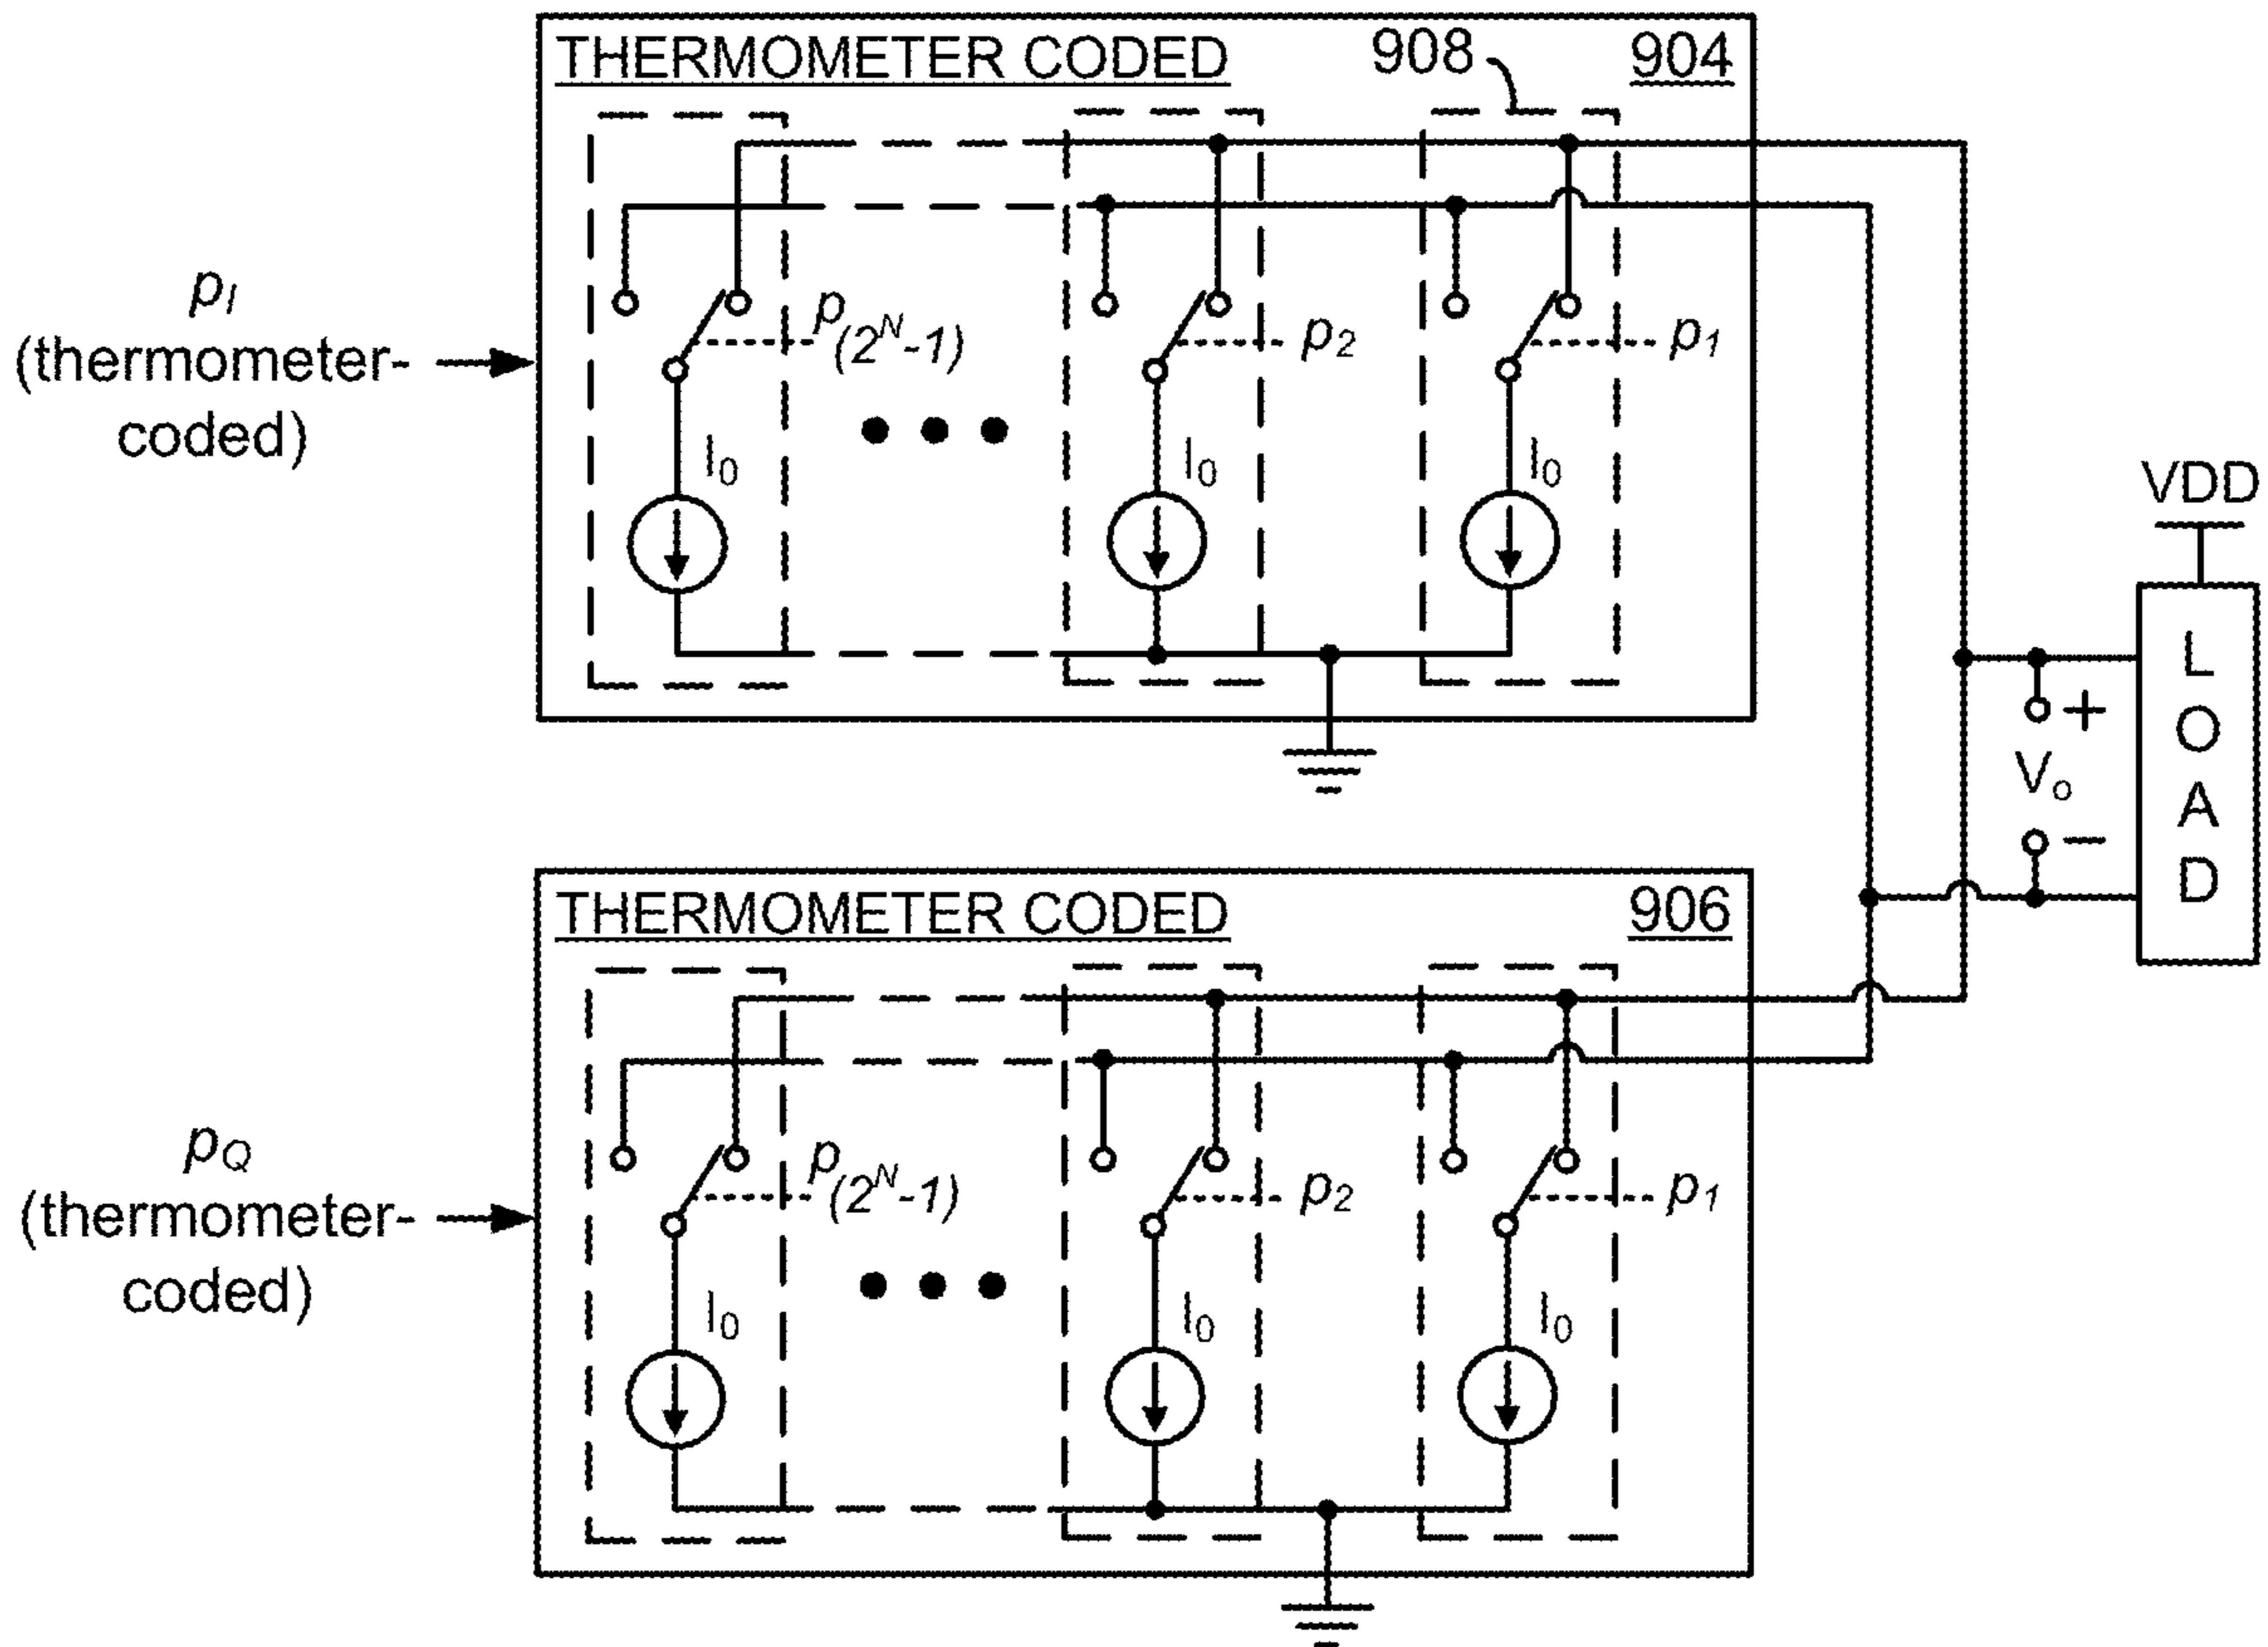 THERMOMETER CODED 908 904
p_I
(thermometer-
coded)
p_(2^N-1) p_2 p_1
I_0 I_0 I_0
VDD
LOAD
+
V_o
−
THERMOMETER CODED 906
p_Q
(thermometer-
coded)
p_(2^N-1) p_2 p_1
I_0 I_0 I_0